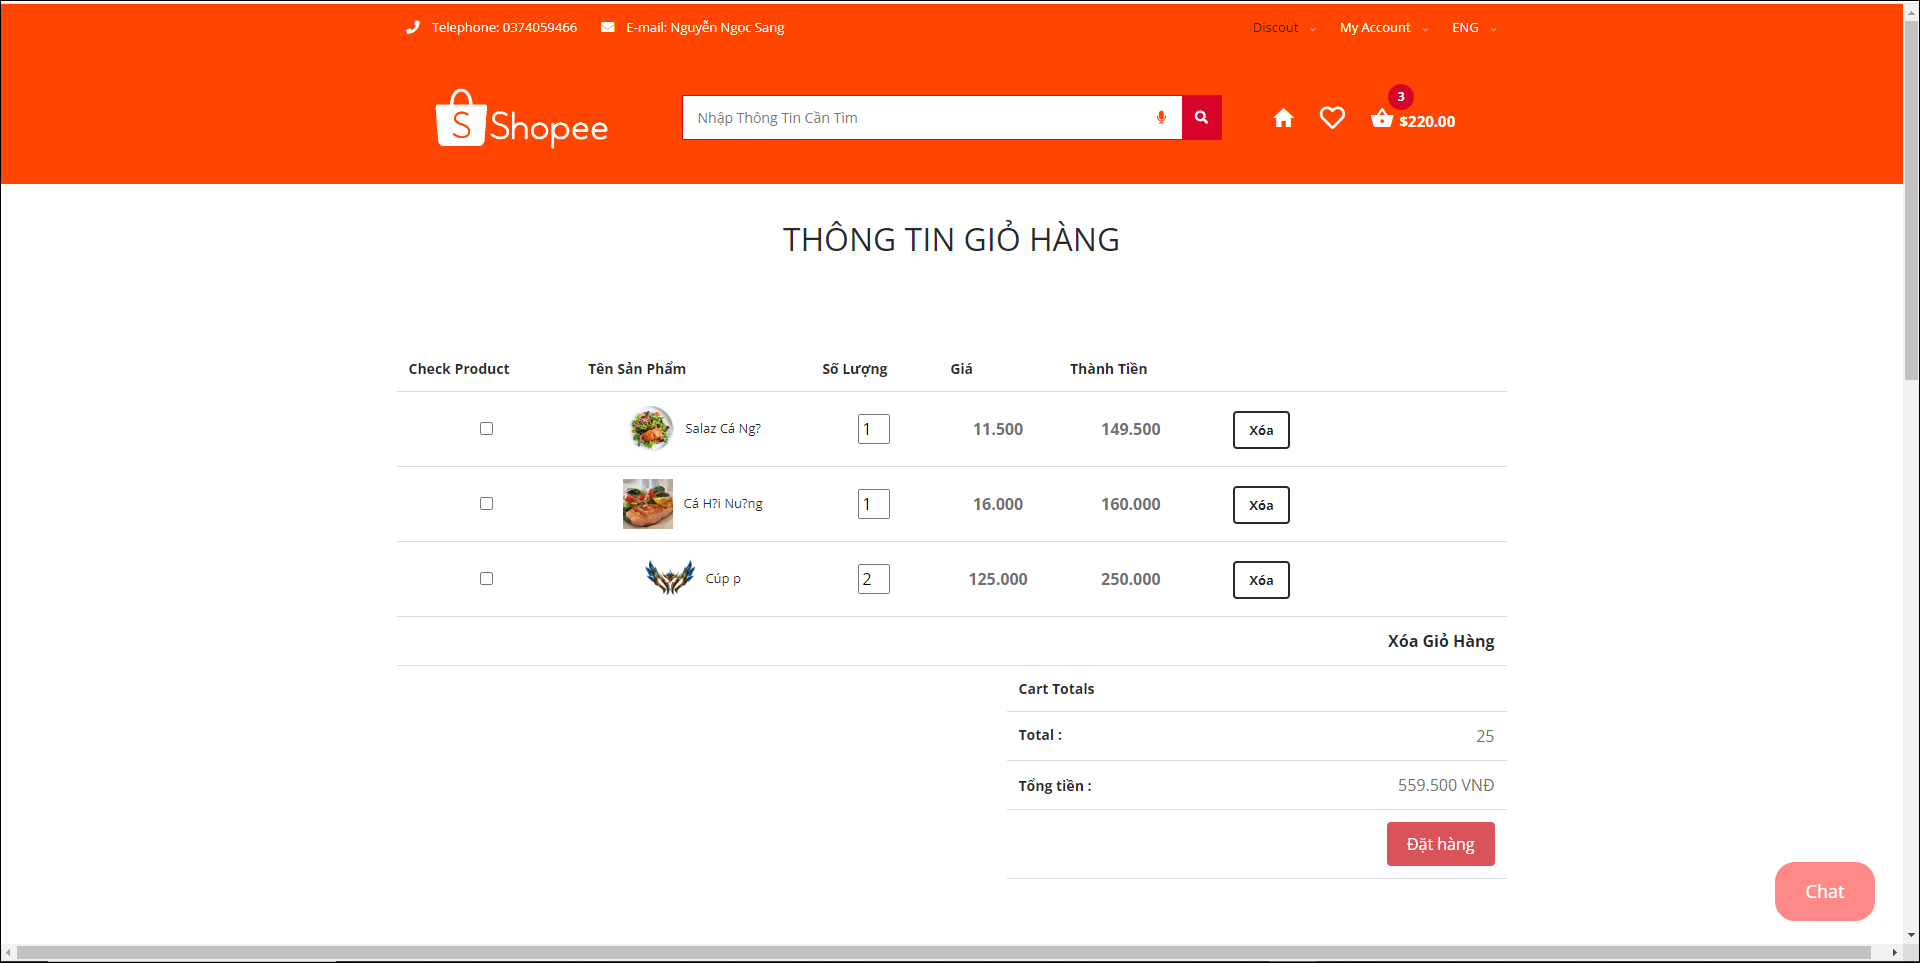 Telephone: 0374059466 E-mail: Nguyễn Ngọc Sang Discout My Account ENG
S Shopee Nhập Thông Tin Cần Tìm 3 $220.00
THÔNG TIN GIỎ HÀNG
Check Product Tên Sản Phẩm Số Lượng Giá Thành Tiền
Salaz Cá Ng? 1 11.500 149.500 Xóa
Cá H?i Nu?ng 1 16.000 160.000 Xóa
Cúp p 2 125.000 250.000 Xóa
Xóa Giỏ Hàng
Cart Totals
Total : 25
Tổng tiền : 559.500 VNĐ
Đặt hàng
Chat